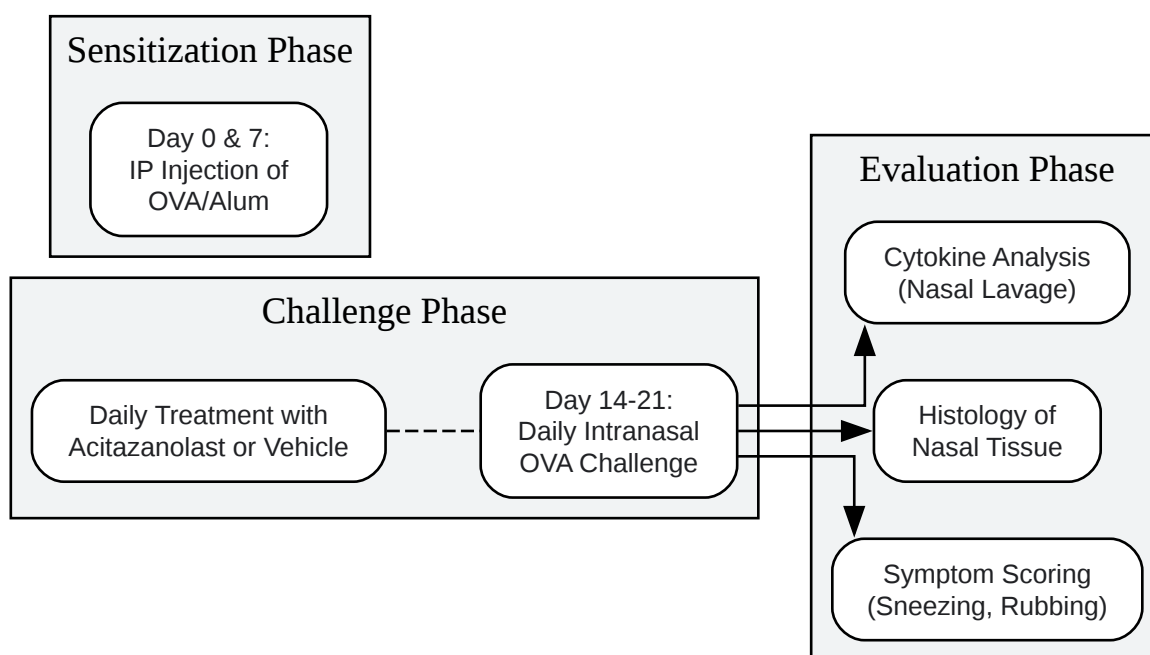 Sensitization Phase
Day 0 & 7:
IP Injection of
OVA/Alum
Challenge Phase
Daily Treatment with
Acitazanolast or Vehicle
Day 14-21:
Daily Intranasal
OVA Challenge
Evaluation Phase
Cytokine Analysis
(Nasal Lavage)
Histology of
Nasal Tissue
Symptom Scoring
(Sneezing, Rubbing)